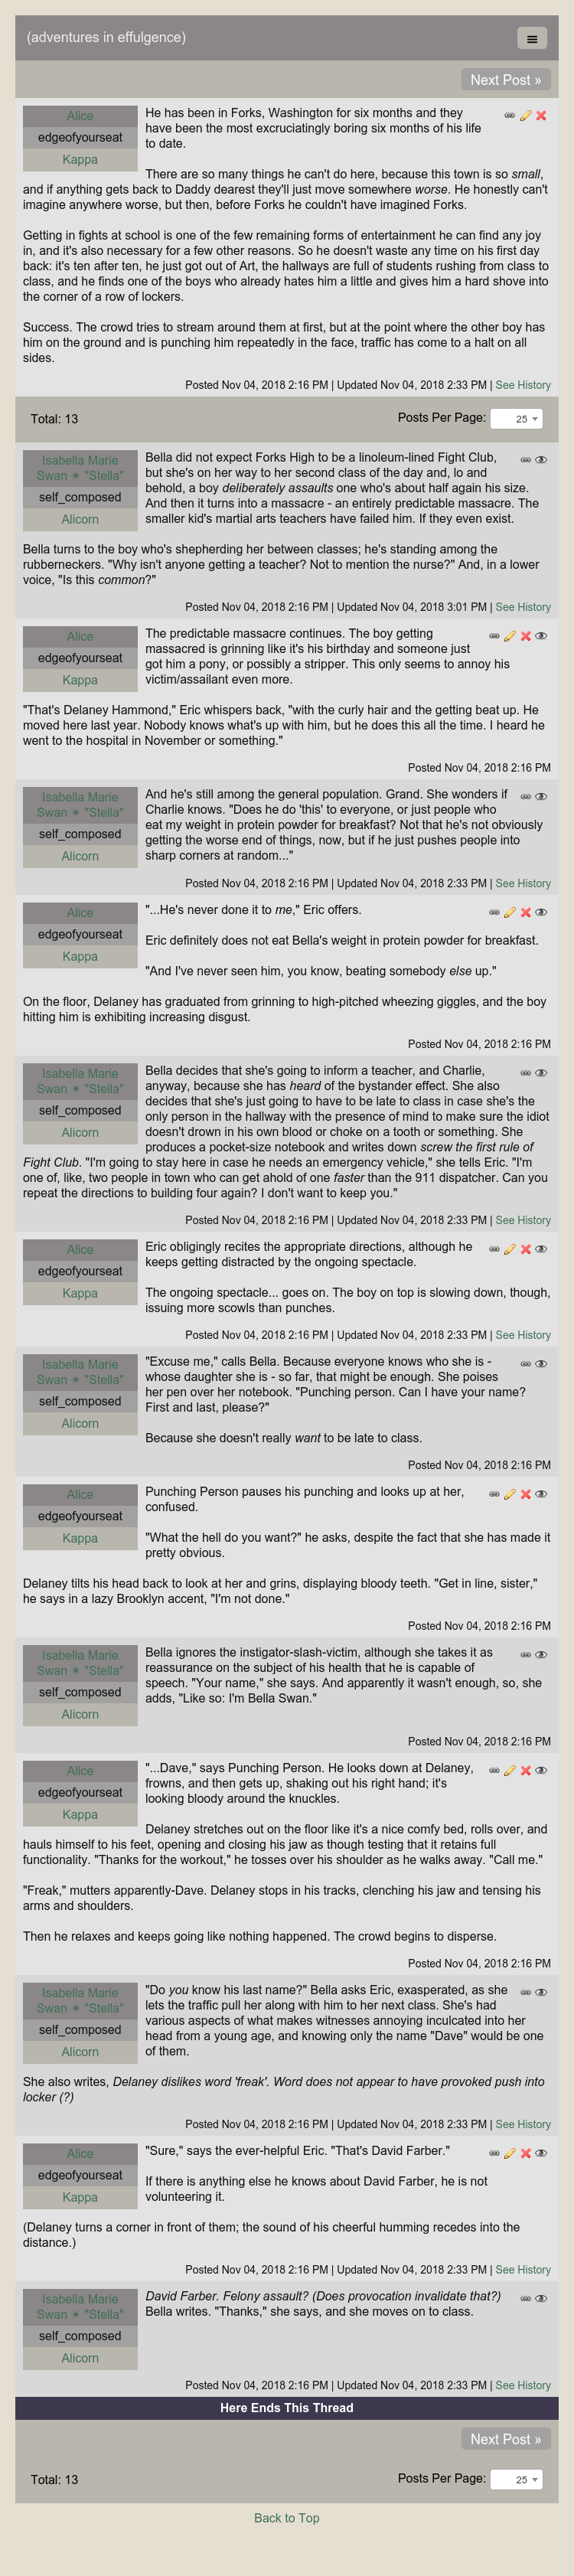 (adventures in effulgence)
Next Post »
Alice
edgeofyourseat
Kappa
He has been in Forks, Washington for six months and they
have been the most excruciatingly boring six months of his life
to date.
There are so many things he can't do here, because this town is so small,
and if anything gets back to Daddy dearest they'll just move somewhere worse. He honestly can't
imagine anywhere worse, but then, before Forks he couldn't have imagined Forks.
Getting in fights at school is one of the few remaining forms of entertainment he can find any joy
in, and it's also necessary for a few other reasons. So he doesn't waste any time on his first day
back: it's ten after ten, he just got out of Art, the hallways are full of students rushing from class to
class, and he finds one of the boys who already hates him a little and gives him a hard shove into
the corner of a row of lockers.
Success. The crowd tries to stream around them at first, but at the point where the other boy has
him on the ground and is punching him repeatedly in the face, traffic has come to a halt on all
sides.
Posted Nov 04, 2018 2:16 PM | Updated Nov 04, 2018 2:33 PM | See History
Total: 13
Posts Per Page: 25
Isabella Marie
Swan ✴ "Stella"
self_composed
Alicorn
Bella did not expect Forks High to be a linoleum-lined Fight Club,
but she's on her way to her second class of the day and, lo and
behold, a boy deliberately assaults one who's about half again his size.
And then it turns into a massacre - an entirely predictable massacre. The
smaller kid's martial arts teachers have failed him. If they even exist.
Bella turns to the boy who's shepherding her between classes; he's standing among the
rubberneckers. "Why isn't anyone getting a teacher? Not to mention the nurse?" And, in a lower
voice, "Is this common?"
Posted Nov 04, 2018 2:16 PM | Updated Nov 04, 2018 3:01 PM | See History
Alice
edgeofyourseat
Kappa
The predictable massacre continues. The boy getting
massacred is grinning like it's his birthday and someone just
got him a pony, or possibly a stripper. This only seems to annoy his
victim/assailant even more.
"That's Delaney Hammond," Eric whispers back, "with the curly hair and the getting beat up. He
moved here last year. Nobody knows what's up with him, but he does this all the time. I heard he
went to the hospital in November or something."
Posted Nov 04, 2018 2:16 PM
Isabella Marie
Swan ✴ "Stella"
self_composed
Alicorn
And he's still among the general population. Grand. She wonders if
Charlie knows. "Does he do 'this' to everyone, or just people who
eat my weight in protein powder for breakfast? Not that he's not obviously
getting the worse end of things, now, but if he just pushes people into
sharp corners at random..."
Posted Nov 04, 2018 2:16 PM | Updated Nov 04, 2018 2:33 PM | See History
Alice
edgeofyourseat
Kappa
"...He's never done it to me," Eric offers.
Eric definitely does not eat Bella's weight in protein powder for breakfast.
"And I've never seen him, you know, beating somebody else up."
On the floor, Delaney has graduated from grinning to high-pitched wheezing giggles, and the boy
hitting him is exhibiting increasing disgust.
Posted Nov 04, 2018 2:16 PM
Isabella Marie
Swan ✴ "Stella"
self_composed
Alicorn
Bella decides that she's going to inform a teacher, and Charlie,
anyway, because she has heard of the bystander effect. She also
decides that she's just going to have to be late to class in case she's the
only person in the hallway with the presence of mind to make sure the idiot
doesn't drown in his own blood or choke on a tooth or something. She
produces a pocket-size notebook and writes down screw the first rule of
Fight Club. "I'm going to stay here in case he needs an emergency vehicle," she tells Eric. "I'm
one of, like, two people in town who can get ahold of one faster than the 911 dispatcher. Can you
repeat the directions to building four again? I don't want to keep you."
Posted Nov 04, 2018 2:16 PM | Updated Nov 04, 2018 2:33 PM | See History
Alice
edgeofyourseat
Kappa
Eric obligingly recites the appropriate directions, although he
keeps getting distracted by the ongoing spectacle.
The ongoing spectacle... goes on. The boy on top is slowing down, though,
issuing more scowls than punches.
Posted Nov 04, 2018 2:16 PM | Updated Nov 04, 2018 2:33 PM | See History
Isabella Marie
Swan ✴ "Stella"
self_composed
Alicorn
"Excuse me," calls Bella. Because everyone knows who she is -
whose daughter she is - so far, that might be enough. She poises
her pen over her notebook. "Punching person. Can I have your name?
First and last, please?"
Because she doesn't really want to be late to class.
Posted Nov 04, 2018 2:16 PM
Alice
edgeofyourseat
Kappa
Punching Person pauses his punching and looks up at her,
confused.
"What the hell do you want?" he asks, despite the fact that she has made it
pretty obvious.
Delaney tilts his head back to look at her and grins, displaying bloody teeth. "Get in line, sister,"
he says in a lazy Brooklyn accent, "I'm not done."
Posted Nov 04, 2018 2:16 PM
Isabella Marie
Swan ✴ "Stella"
self_composed
Alicorn
Bella ignores the instigator-slash-victim, although she takes it as
reassurance on the subject of his health that he is capable of
speech. "Your name," she says. And apparently it wasn't enough, so, she
adds, "Like so: I'm Bella Swan."
Posted Nov 04, 2018 2:16 PM
Alice
edgeofyourseat
Kappa
"...Dave," says Punching Person. He looks down at Delaney,
frowns, and then gets up, shaking out his right hand; it's
looking bloody around the knuckles.
Delaney stretches out on the floor like it's a nice comfy bed, rolls over, and
hauls himself to his feet, opening and closing his jaw as though testing that it retains full
functionality. "Thanks for the workout," he tosses over his shoulder as he walks away. "Call me."
"Freak," mutters apparently-Dave. Delaney stops in his tracks, clenching his jaw and tensing his
arms and shoulders.
Then he relaxes and keeps going like nothing happened. The crowd begins to disperse.
Posted Nov 04, 2018 2:16 PM
Isabella Marie
Swan ✴ "Stella"
self_composed
Alicorn
"Do you know his last name?" Bella asks Eric, exasperated, as she
lets the traffic pull her along with him to her next class. She's had
various aspects of what makes witnesses annoying inculcated into her
head from a young age, and knowing only the name "Dave" would be one
of them.
She also writes, Delaney dislikes word 'freak'. Word does not appear to have provoked push into
locker (?)
Posted Nov 04, 2018 2:16 PM | Updated Nov 04, 2018 2:33 PM | See History
Alice
edgeofyourseat
Kappa
"Sure," says the ever-helpful Eric. "That's David Farber."
If there is anything else he knows about David Farber, he is not
volunteering it.
(Delaney turns a corner in front of them; the sound of his cheerful humming recedes into the
distance.)
Posted Nov 04, 2018 2:16 PM | Updated Nov 04, 2018 2:33 PM | See History
Isabella Marie
Swan ✴ "Stella"
self_composed
Alicorn
David Farber. Felony assault? (Does provocation invalidate that?)
Bella writes. "Thanks," she says, and she moves on to class.
Posted Nov 04, 2018 2:16 PM | Updated Nov 04, 2018 2:33 PM | See History
Here Ends This Thread
Next Post »
Total: 13
Posts Per Page: 25
Back to Top